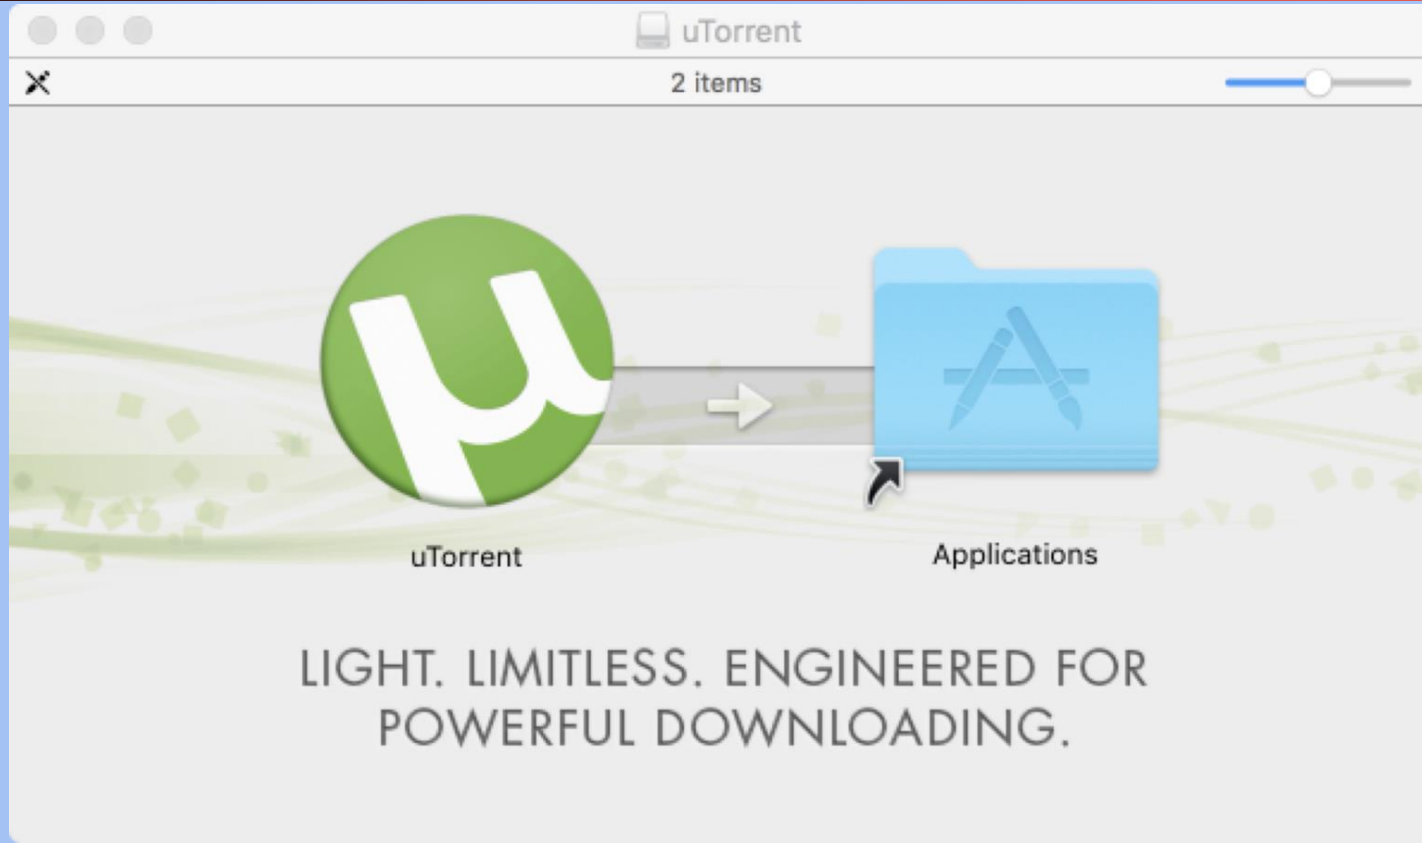 uTorrent
2 items
uTorrent
Applications
LIGHT. LIMITLESS. ENGINEERED FOR
POWERFUL DOWNLOADING.